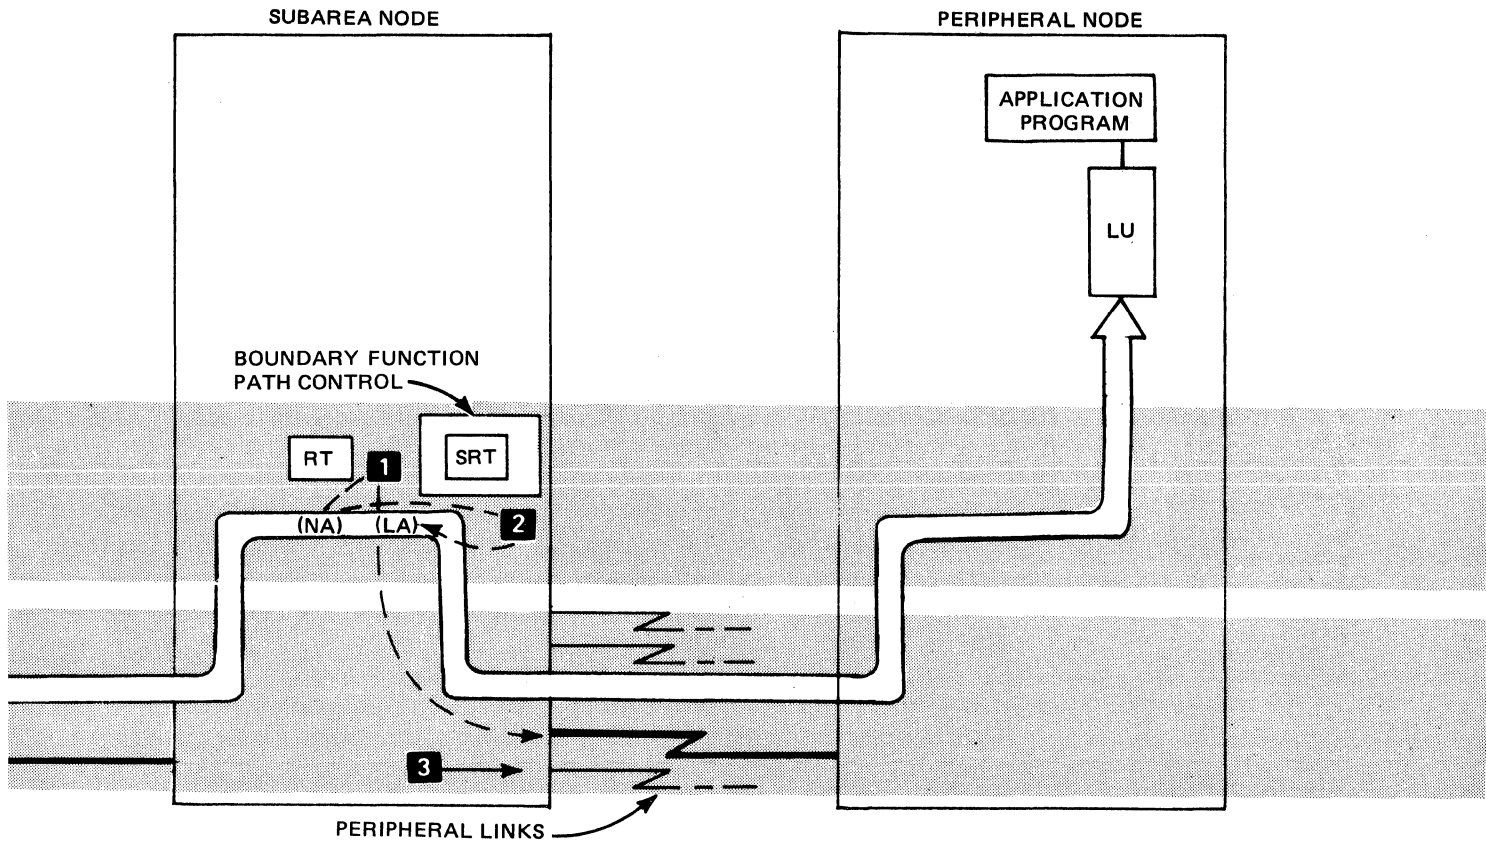 SUBAREA NODE
PERIPHERAL NODE
APPLICATION
PROGRAM
LU
BOUNDARY FUNCTION
PATH CONTROL
RT
1
SRT
(NA) (LA)
2
3
PERIPHERAL LINKS